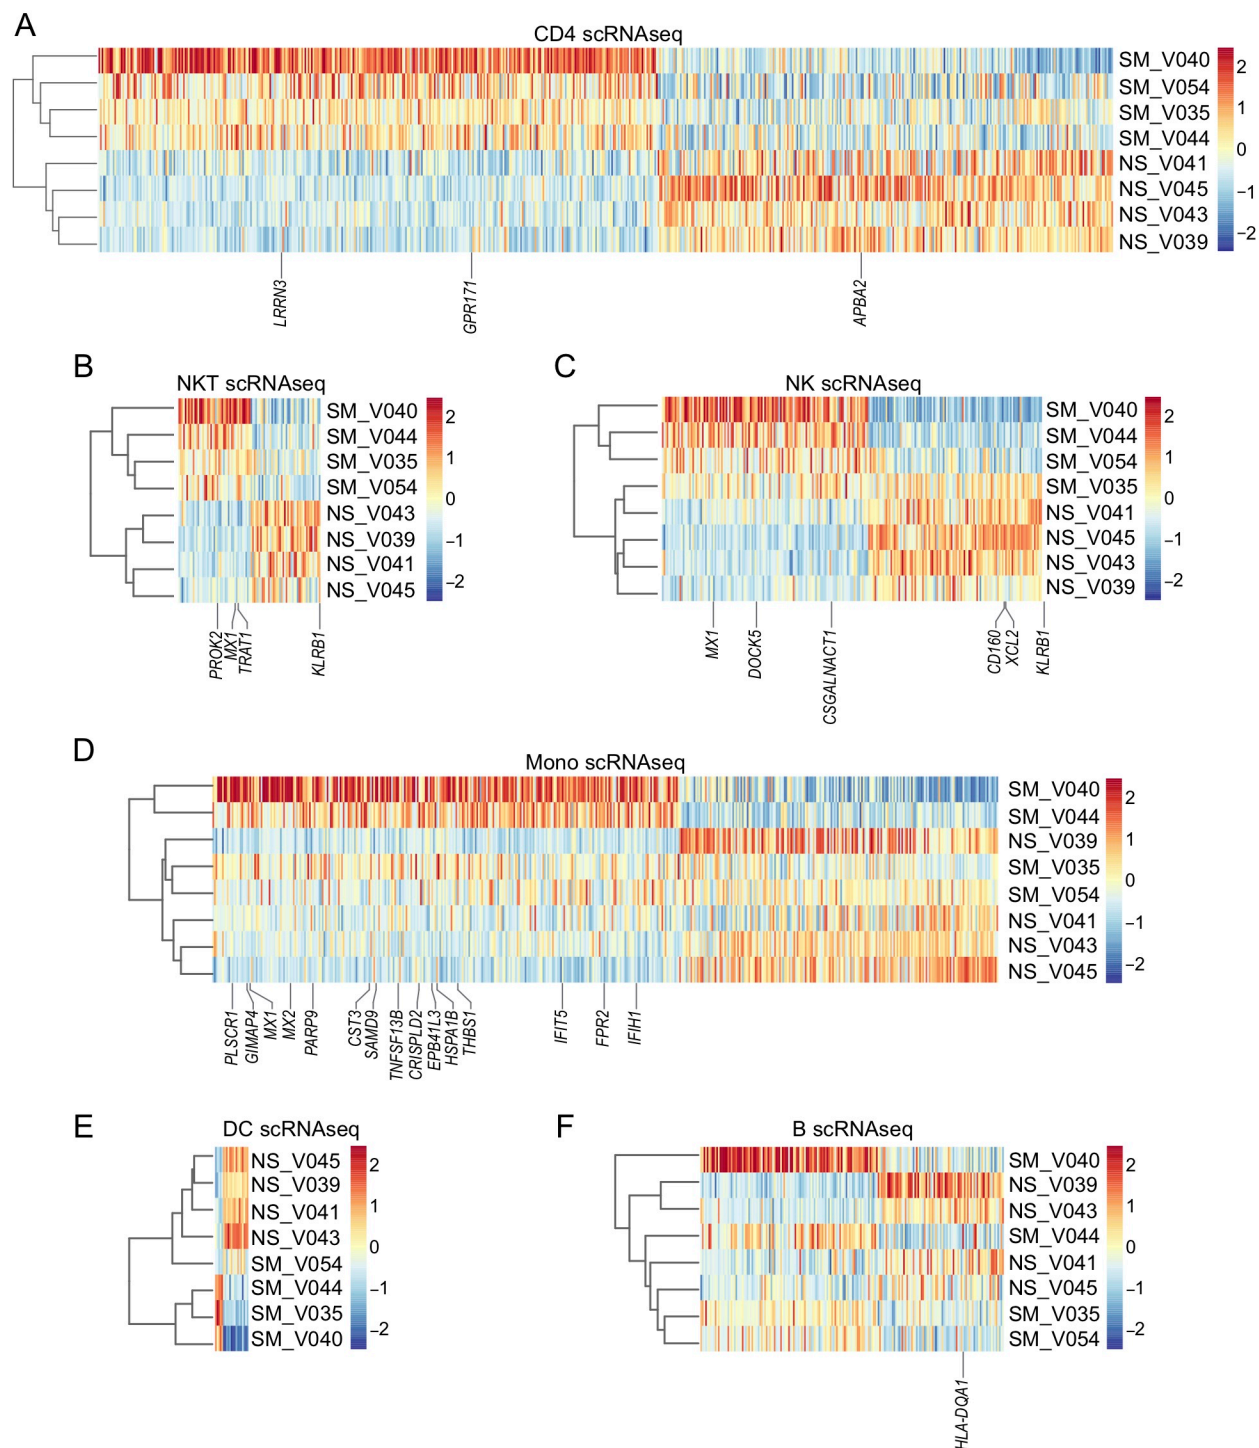 A
CD4 scRNAseq
SM_V040
SM_V054
SM_V035
SM_V044
NS_V041
NS_V045
NS_V043
NS_V039
2
1
0
−1
−2
LRRN3
GPR171
APBA2
B
NKT scRNAseq
SM_V040
SM_V044
SM_V035
SM_V054
NS_V043
NS_V039
NS_V041
NS_V045
2
1
0
−1
−2
PROK2
MX1
TRAT1
KLRB1
C
NK scRNAseq
SM_V040
SM_V044
SM_V054
SM_V035
NS_V041
NS_V045
NS_V043
NS_V039
2
1
0
−1
−2
MX1
DOCK5
CSGALNACT1
CD160
XCL2
KLRB1
D
Mono scRNAseq
SM_V040
SM_V044
NS_V039
SM_V035
SM_V054
NS_V041
NS_V043
NS_V045
2
1
0
−1
−2
PLSCR1
GIMAP4
MX1
MX2
PARP9
CST3
SAMD9
TNFSF13B
CRISPLD2
EPB41L3
HSPA1B
THBS1
IFIT5
FPR2
IFIH1
E
DC scRNAseq
NS_V045
NS_V039
NS_V041
NS_V043
SM_V054
SM_V044
SM_V035
SM_V040
2
1
0
−1
−2
F
B scRNAseq
SM_V040
NS_V039
NS_V043
SM_V044
NS_V041
NS_V045
SM_V035
SM_V054
2
1
0
−1
−2
HLA-DQA1